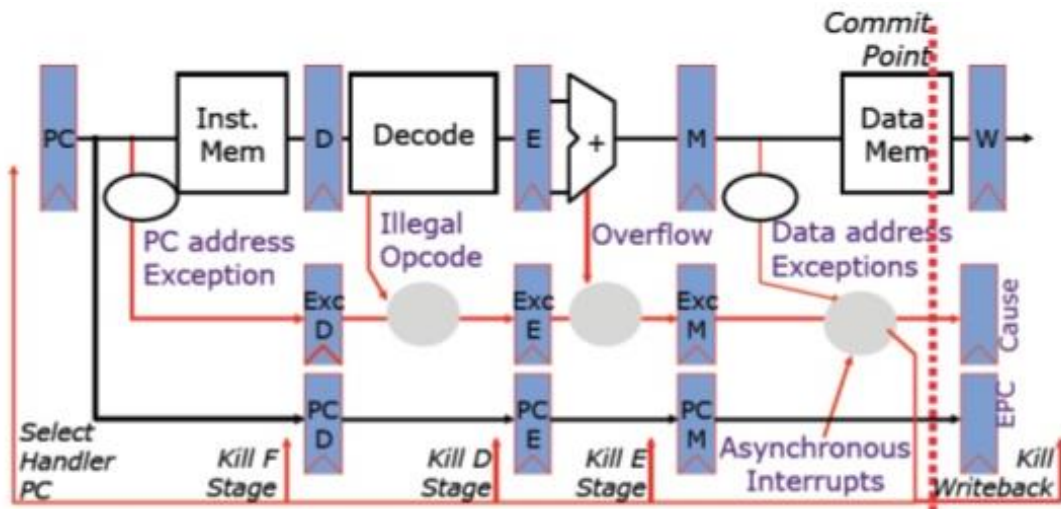 Commit
Point
PC
Inst.
Mem
D
Decode
E
+
M
Data
Mem
W
PC address
Exception
Illegal
Opcode
Overflow
Data address
Exceptions
Exc
D
Exc
E
Exc
M
Cause
PC
D
PC
E
PC
M
EPC
Select
Handler
PC
Kill F
Stage
Kill D
Stage
Kill E
Stage
Asynchronous
Interrupts
Kill
Writeback